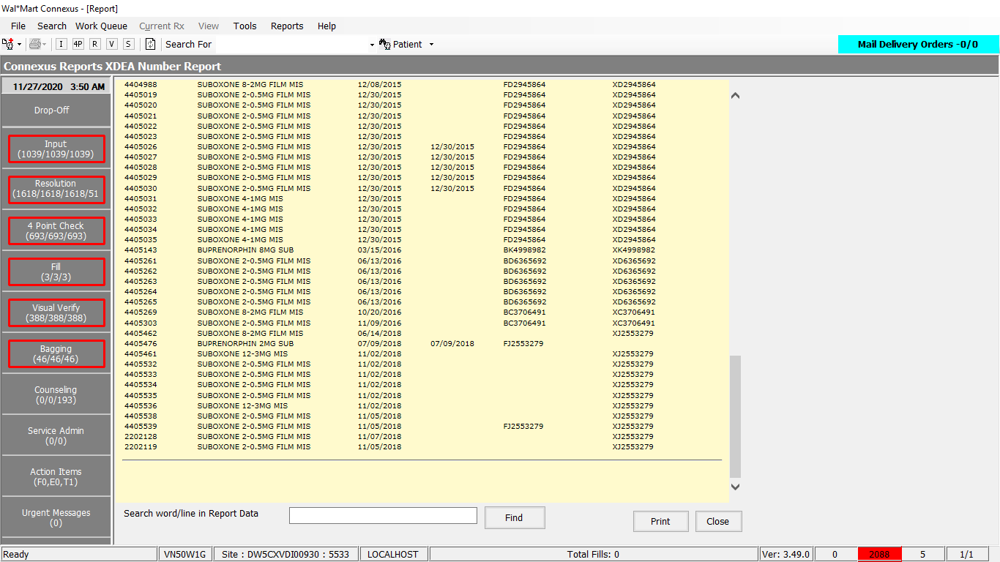 Wal*Mart Connexus - [Report]
File Search Work Queue Current Rx View Tools Reports Help
I 4P R V S Search For Patient Mail Delivery Orders -0/0
Connexus Reports XDEA Number Report
11/27/2020 3:50 AM
Drop-Off
Input
(1039/1039/1039)
Resolution
(1618/1618/1618/51
4 Point Check
(693/693/693)
Fill
(3/3/3)
Visual Verify
(388/388/388)
Bagging
(46/46/46)
Counseling
(0/0/193)
Service Admin
(0/0)
Action Items
(F0,E0,T1)
Urgent Messages
(0)
4404988 SUBOXONE 8-2MG FILM MIS 12/08/2015 FD2945864 XD2945864
4405019 SUBOXONE 2-0.5MG FILM MIS 12/30/2015 FD2945864 XD2945864
4405020 SUBOXONE 2-0.5MG FILM MIS 12/30/2015 FD2945864 XD2945864
4405021 SUBOXONE 2-0.5MG FILM MIS 12/30/2015 FD2945864 XD2945864
4405022 SUBOXONE 2-0.5MG FILM MIS 12/30/2015 FD2945864 XD2945864
4405023 SUBOXONE 2-0.5MG FILM MIS 12/30/2015 FD2945864 XD2945864
4405026 SUBOXONE 2-0.5MG FILM MIS 12/30/2015 12/30/2015 FD2945864 XD2945864
4405027 SUBOXONE 2-0.5MG FILM MIS 12/30/2015 12/30/2015 FD2945864 XD2945864
4405028 SUBOXONE 2-0.5MG FILM MIS 12/30/2015 12/30/2015 FD2945864 XD2945864
4405029 SUBOXONE 2-0.5MG FILM MIS 12/30/2015 12/30/2015 FD2945864 XD2945864
4405030 SUBOXONE 2-0.5MG FILM MIS 12/30/2015 12/30/2015 FD2945864 XD2945864
4405031 SUBOXONE 4-1MG MIS 12/30/2015 FD2945864 XD2945864
4405032 SUBOXONE 4-1MG MIS 12/30/2015 FD2945864 XD2945864
4405033 SUBOXONE 4-1MG MIS 12/30/2015 FD2945864 XD2945864
4405034 SUBOXONE 4-1MG MIS 12/30/2015 FD2945864 XD2945864
4405035 SUBOXONE 4-1MG MIS 12/30/2015 FD2945864 XD2945864
4405143 BUPRENORPHIN 8MG SUB 03/15/2016 BK4998982 XK4998982
4405261 SUBOXONE 2-0.5MG FILM MIS 06/13/2016 BD6365692 XD6365692
4405262 SUBOXONE 2-0.5MG FILM MIS 06/13/2016 BD6365692 XD6365692
4405263 SUBOXONE 2-0.5MG FILM MIS 06/13/2016 BD6365692 XD6365692
4405264 SUBOXONE 2-0.5MG FILM MIS 06/13/2016 BD6365692 XD6365692
4405265 SUBOXONE 2-0.5MG FILM MIS 06/13/2016 BD6365692 XD6365692
4405269 SUBOXONE 8-2MG FILM MIS 10/20/2016 BC3706491 XC3706491
4405303 SUBOXONE 2-0.5MG FILM MIS 11/09/2016 BC3706491 XC3706491
4405462 SUBOXONE 8-2MG FILM MIS 06/14/2018 XJ2553279
4405476 BUPRENORPHIN 2MG SUB 07/09/2018 07/09/2018 FJ2553279
4405461 SUBOXONE 12-3MG MIS 11/02/2018 XJ2553279
4405532 SUBOXONE 2-0.5MG FILM MIS 11/02/2018 XJ2553279
4405533 SUBOXONE 2-0.5MG FILM MIS 11/02/2018 XJ2553279
4405534 SUBOXONE 2-0.5MG FILM MIS 11/02/2018 XJ2553279
4405535 SUBOXONE 2-0.5MG FILM MIS 11/02/2018 XJ2553279
4405536 SUBOXONE 12-3MG MIS 11/02/2018 XJ2553279
4405538 SUBOXONE 2-0.5MG FILM MIS 11/05/2018 XJ2553279
4405539 SUBOXONE 2-0.5MG FILM MIS 11/05/2018 FJ2553279 XJ2553279
2202128 SUBOXONE 2-0.5MG FILM MIS 11/07/2018 XJ2553279
2202119 SUBOXONE 2-0.5MG FILM MIS 11/05/2018 XJ2553279
Search word/line in Report Data Find Print Close
Ready VN50W1G Site : DW5CXVDI00930 : 5533 LOCALHOST Total Fills: 0 Ver: 3.49.0 0 2088 5 1/1